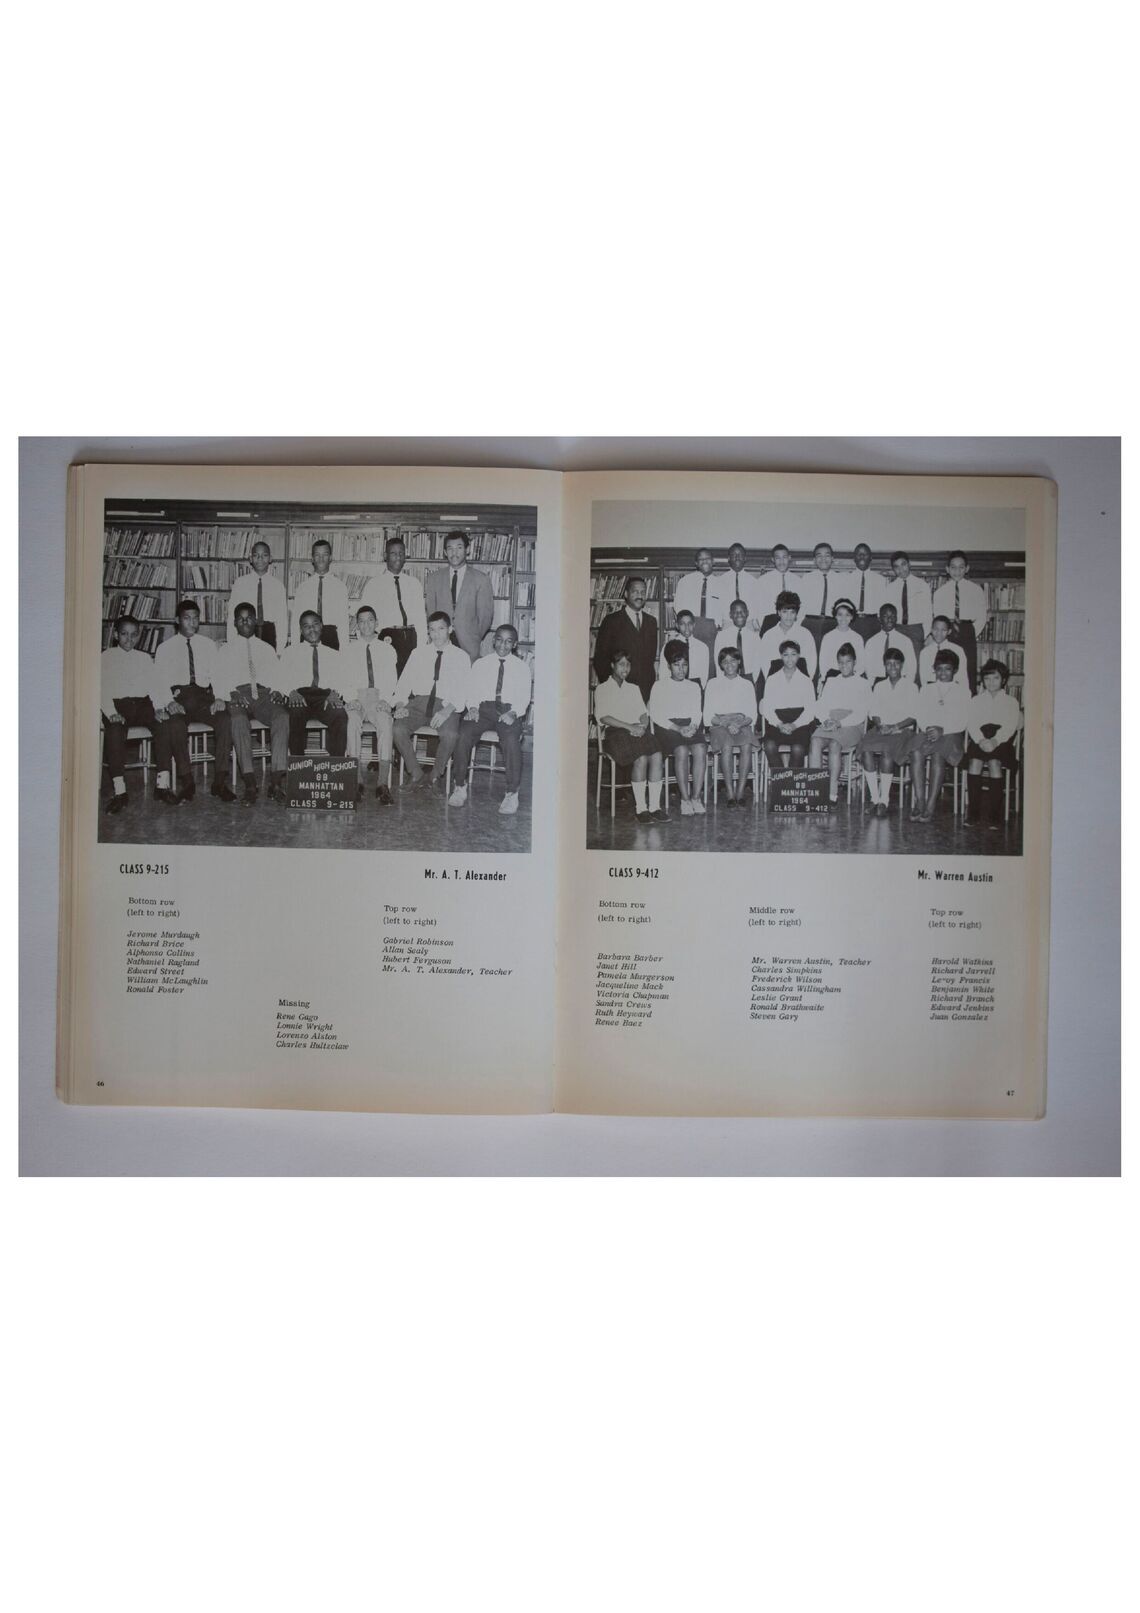 JUNIOR HIGH SCHOOL
88
MANHATTAN
1964
CLASS 9-215
CLASS 9-215
Mr. A. T. Alexander
Bottom row
(left to right)
Jerome Murdaugh
Richard Brice
Alphonso Collins
Nathaniel Ragland
Edward Street
William McLaughlin
Ronald Foster
Top row
(left to right)
Gabriel Robinson
Allan Sealy
Hubert Ferguson
Mr. A. T. Alexander, Teacher
Missing
Rene Gago
Lonnie Wright
Lorenzo Alston
Charles Hultzclaw
46
JUNIOR HIGH SCHOOL
88
MANHATTAN
1964
CLASS 9-412
CLASS 9-412
Mr. Warren Austin
Bottom row
(left to right)
Barbara Barber
Janet Hill
Pamela Murgerson
Jacqueline Mack
Victoria Chapman
Sandra Crews
Ruth Heyward
Renee Baez
Middle row
(left to right)
Mr. Warren Austin, Teacher
Charles Simpkins
Frederick Wilson
Cassandra Willingham
Leslie Grant
Ronald Brathwaite
Steven Gary
Top row
(left to right)
Harold Watkins
Richard Jarrell
Leroy Francis
Benjamin White
Richard Branch
Edward Jenkins
Juan Gonzalez
47